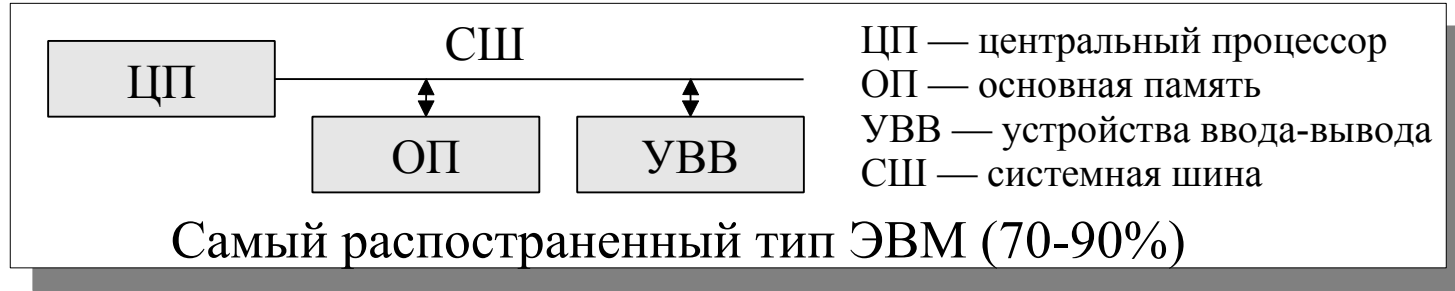 СШ
ЦП
ОП
УВВ
ЦП — центральный процессор
ОП — основная память
УВВ — устройства ввода-вывода
СШ — системная шина
Самый распостраненный тип ЭВМ (70-90%)